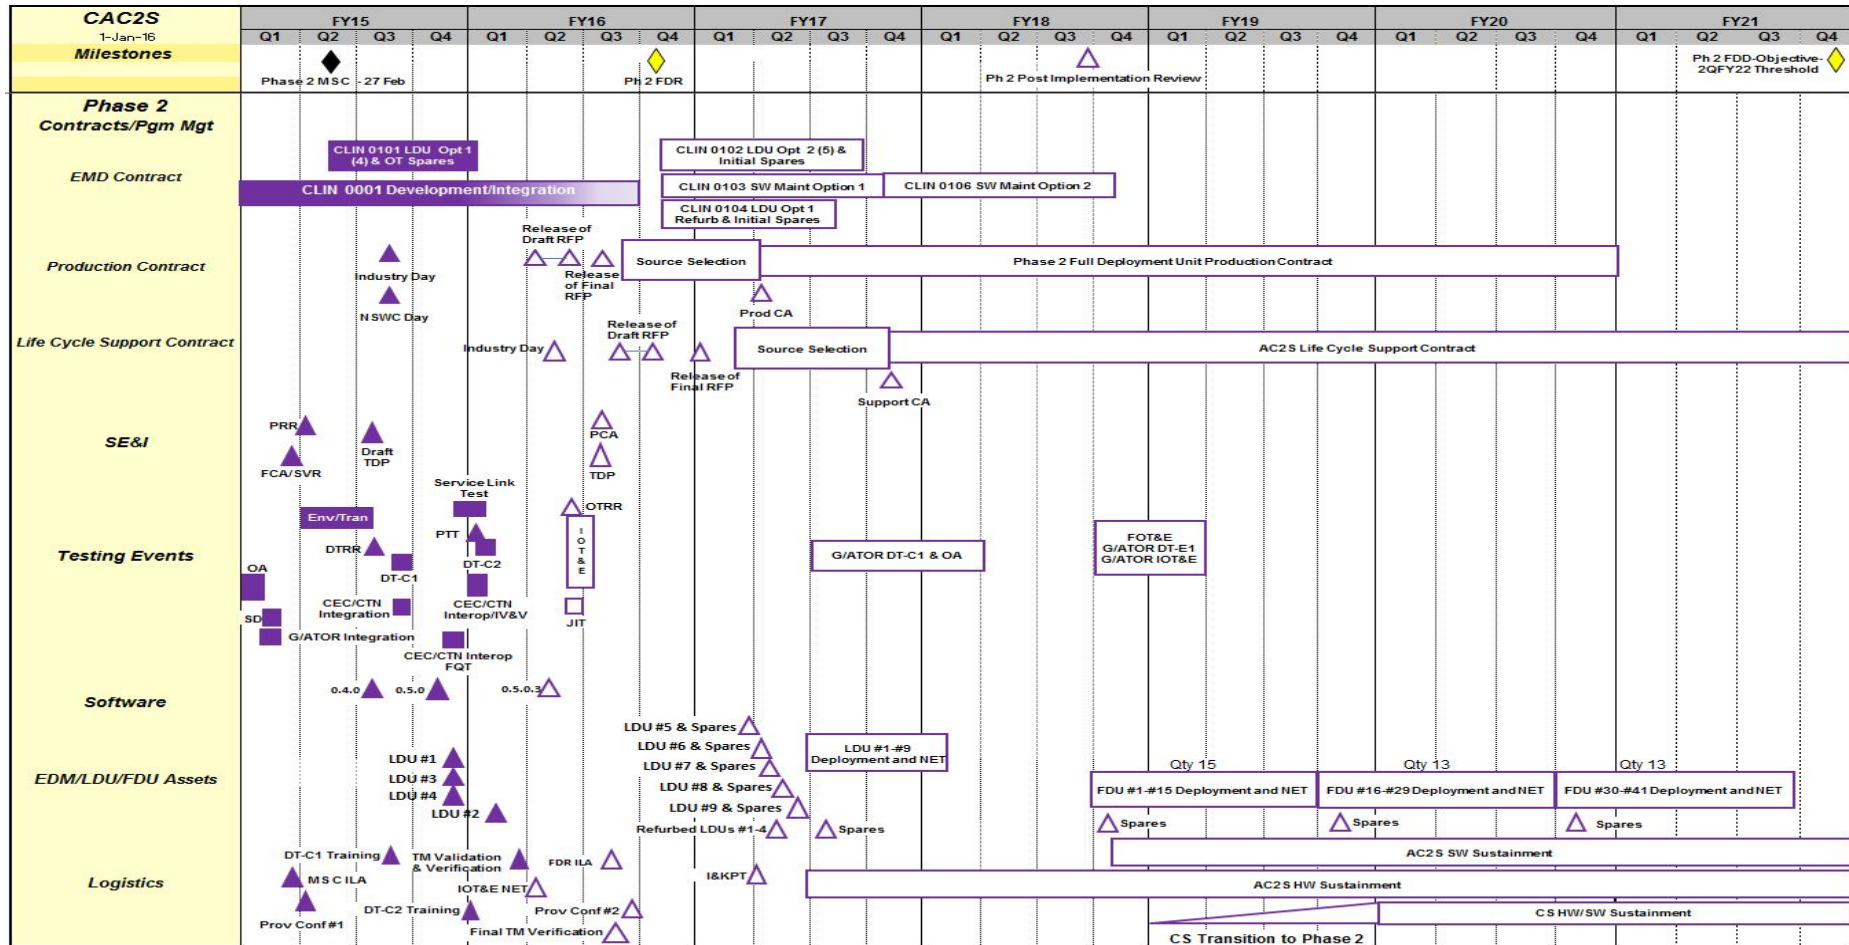 CAC2S
1-Jan-16
FY15 FY16 FY17 FY18 FY19 FY20 FY21
Q1 Q2 Q3 Q4 Q1 Q2 Q3 Q4 Q1 Q2 Q3 Q4 Q1 Q2 Q3 Q4 Q1 Q2 Q3 Q4 Q1 Q2 Q3 Q4 Q1 Q2 Q3 Q4
Milestones
Phase 2 MSC - 27 Feb
Ph 2 FDR
Ph 2 Post Implementation Review
Ph 2 FDD-Objective-
2QFY22 Threshold
Phase 2
Contracts/Pgm Mgt
EMD Contract
CLIN 0101 LDU Opt 1
(4) & OT Spares
CLIN 0001 Development/Integration
CLIN 0102 LDU Opt 2 (5) &
Initial Spares
CLIN 0103 SW Maint Option 1
CLIN 0106 SW Maint Option 2
CLIN 0104 LDU Opt 1
Refurb & Initial Spares
Production Contract
Industry Day
NSWC Day
Release of
Draft RFP
Release
of Final
RFP
Source Selection
Phase 2 Full Deployment Unit Production Contract
Prod CA
Life Cycle Support Contract
Industry Day
Release of
Draft RFP
Release of
Final RFP
Source Selection
AC2S Life Cycle Support Contract
Support CA
SE&I
PRR
FCA/SVR
Draft
TDP
PCA
TDP
Testing Events
Service Link
Test
Env/Tran
PTT
OTRR
DTRR
DT-C1
DT-C2
IOT&E
OA
CEC/CTN
Integration
CEC/CTN
Interop/IV&V
JIT
SD
G/ATOR Integration
CEC/CTN Interop
FQT
G/ATOR DT-C1 & OA
FOT&E
G/ATOR DT-E1
G/ATOR IOT&E
Software
0.4.0
0.5.0
0.5.0.3
EDM/LDU/FDU Assets
LDU #1
LDU #3
LDU #4
LDU #2
LDU #5 & Spares
LDU #6 & Spares
LDU #7 & Spares
LDU #8 & Spares
LDU #9 & Spares
Refurbed LDUs #1-4
Spares
LDU #1-#9
Deployment and NET
Qty 15
Qty 13
Qty 13
FDU #1-#15 Deployment and NET
FDU #16-#29 Deployment and NET
FDU #30-#41 Deployment and NET
Spares
Spares
Spares
Logistics
DT-C1 Training
TM Validation
& Verification
FDR ILA
MSC ILA
IOT&E NET
I&KPT
Prov Conf #1
DT-C2 Training
Prov Conf #2
Final TM Verification
AC2S SW Sustainment
AC2S HW Sustainment
CS HW/SW Sustainment
CS Transition to Phase 2